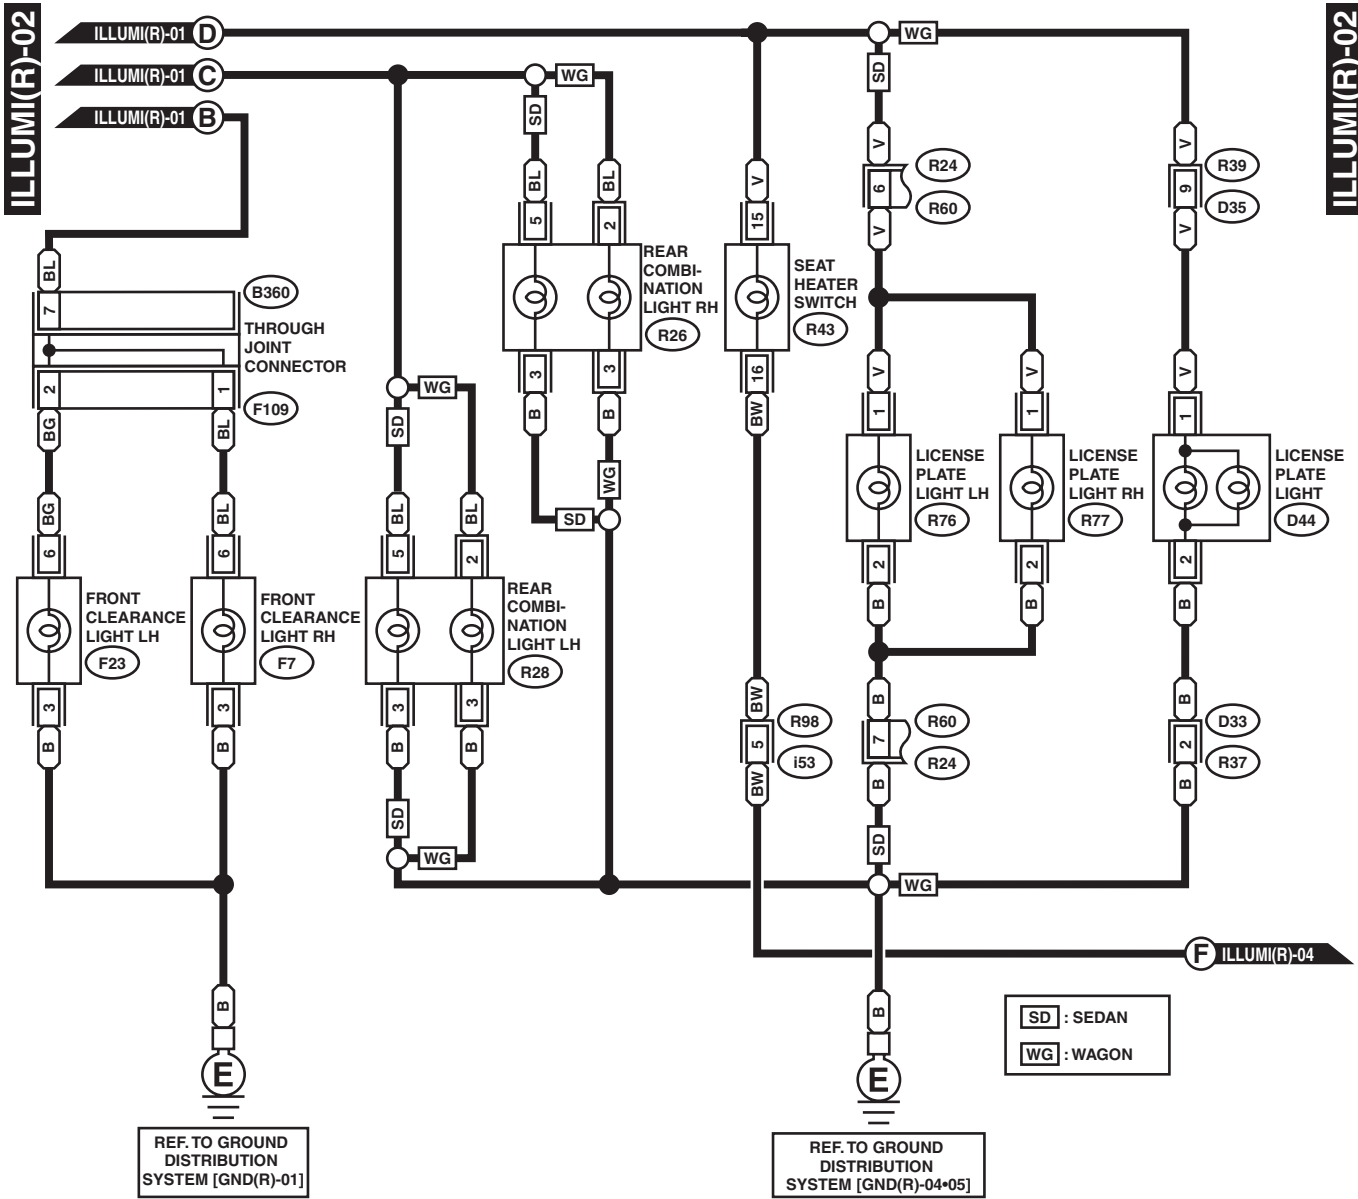 ILLUMI(R)-02
ILLUMI(R)-02
ILLUMI(R)-01 D
WG
SD
ILLUMI(R)-01 C
WG
SD
ILLUMI(R)-01 B
V
V
6
R24
R60
V
9
R39
D35
V
BL
BL
V
5
2
15
REAR
COMBI-
NATION
LIGHT RH
R26
SEAT
HEATER
SWITCH
R43
3
3
16
B
B
BW
WG
SD
BL
7
B360
THROUGH
JOINT
CONNECTOR
2
1
F109
BG
BL
WG
SD
V
V
V
1
1
1
LICENSE
PLATE
LIGHT LH
R76
LICENSE
PLATE
LIGHT RH
R77
LICENSE
PLATE
LIGHT
D44
2
2
2
B
B
B
BG
BL
BL
BL
6
6
5
2
FRONT
CLEARANCE
LIGHT LH
F23
FRONT
CLEARANCE
LIGHT RH
F7
REAR
COMBI-
NATION
LIGHT LH
R28
3
3
3
3
B
B
B
B
BW
5
R98
i53
BW
B
7
R60
R24
B
B
2
D33
R37
B
SD
WG
SD
WG
F ILLUMI(R)-04
B
E
REF. TO GROUND
DISTRIBUTION
SYSTEM [GND(R)-01]
B
E
REF. TO GROUND
DISTRIBUTION
SYSTEM [GND(R)-04•05]
SD : SEDAN
WG : WAGON